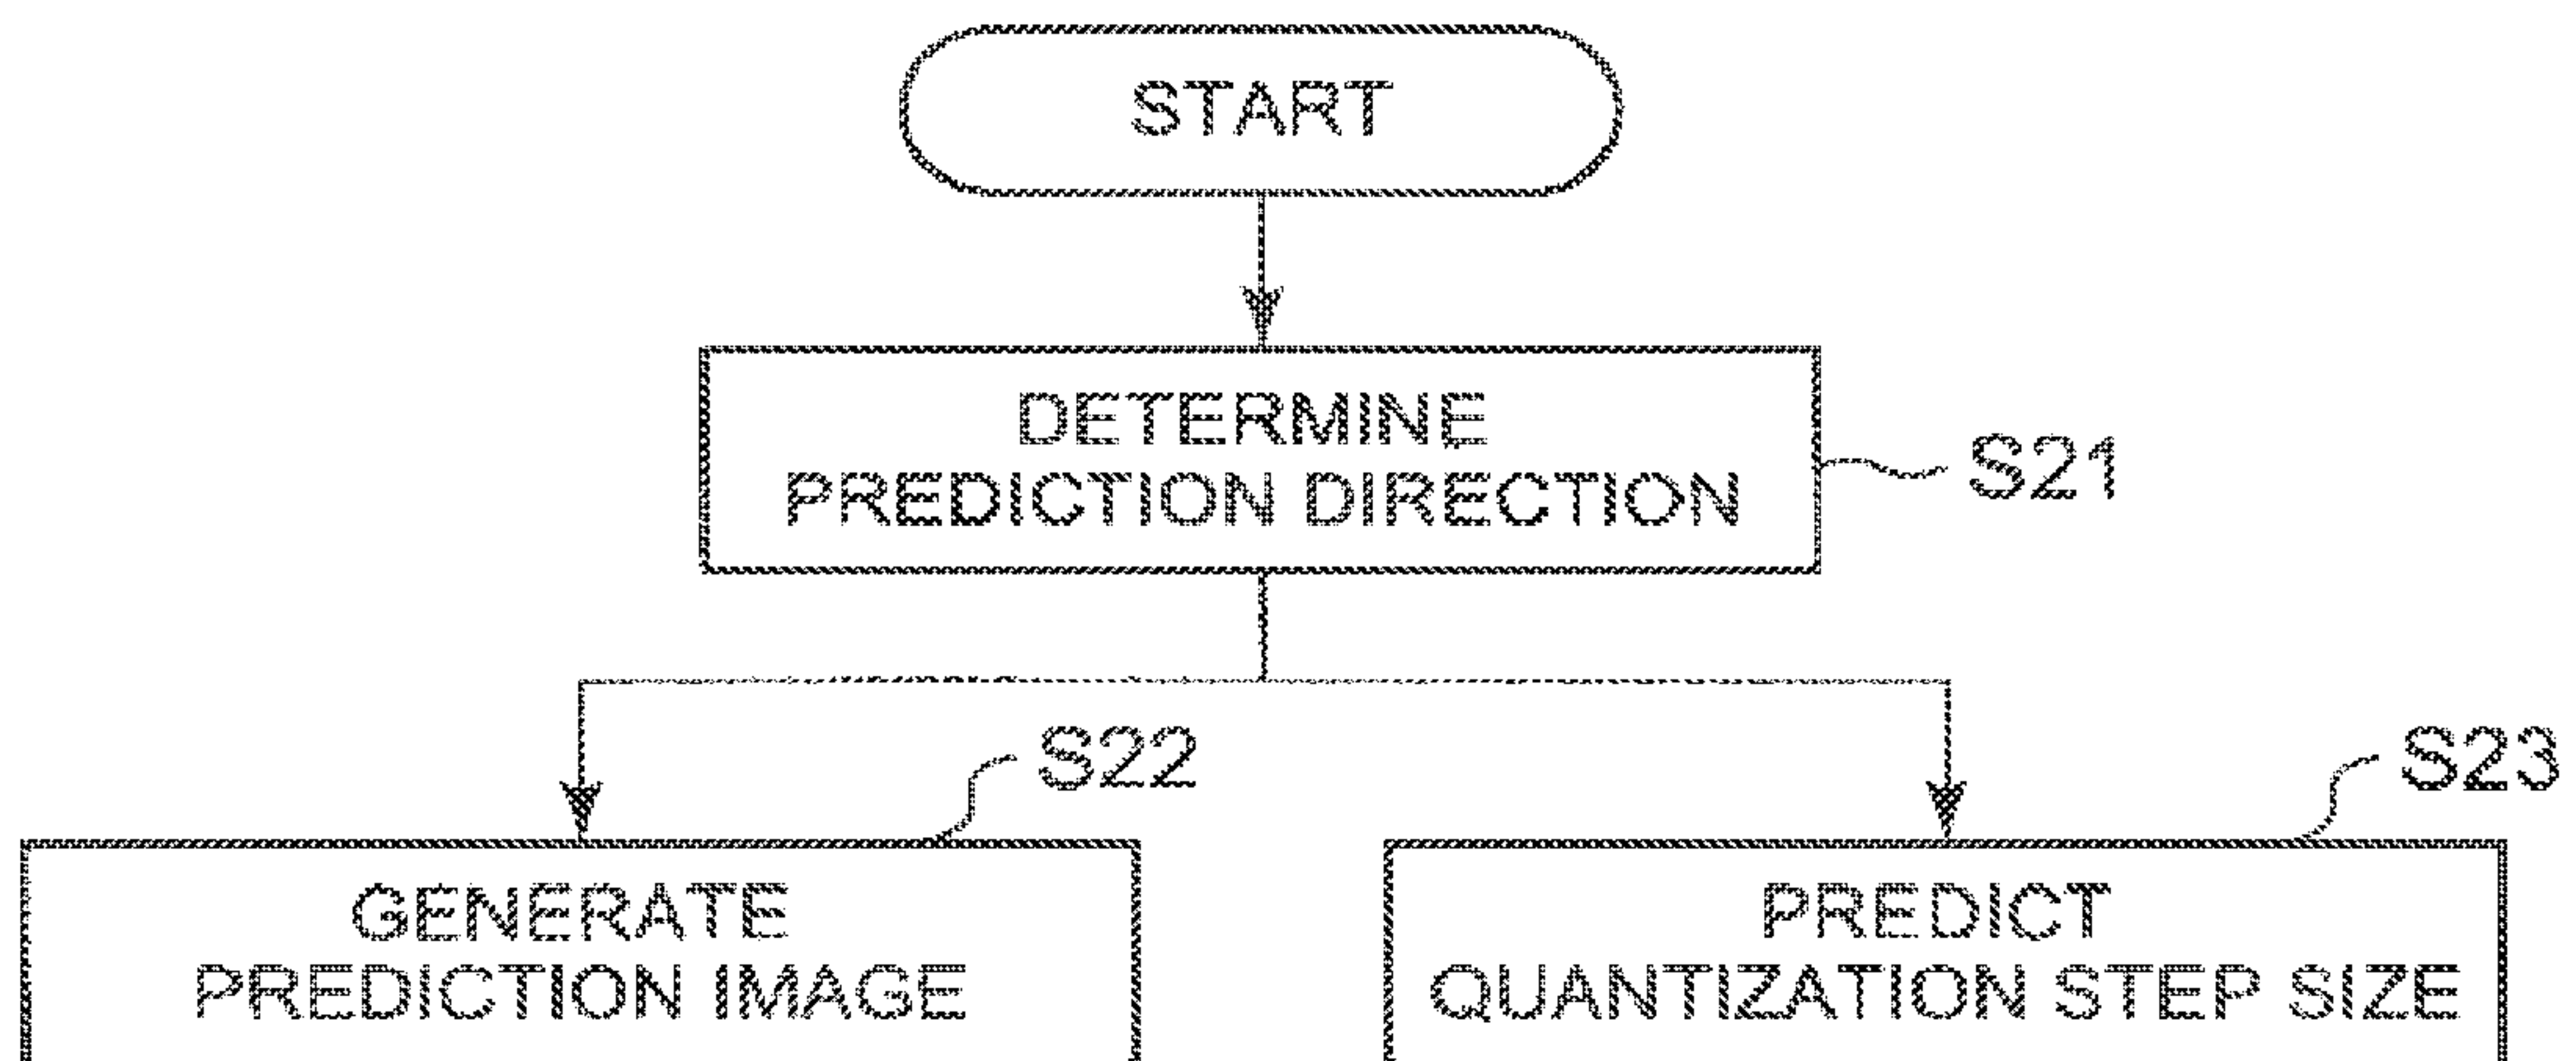 START
DETERMINE
PREDICTION DIRECTION
S21
S22
S23
GENERATE
PREDICTION IMAGE
PREDICT
QUANTIZATION STEP SIZE